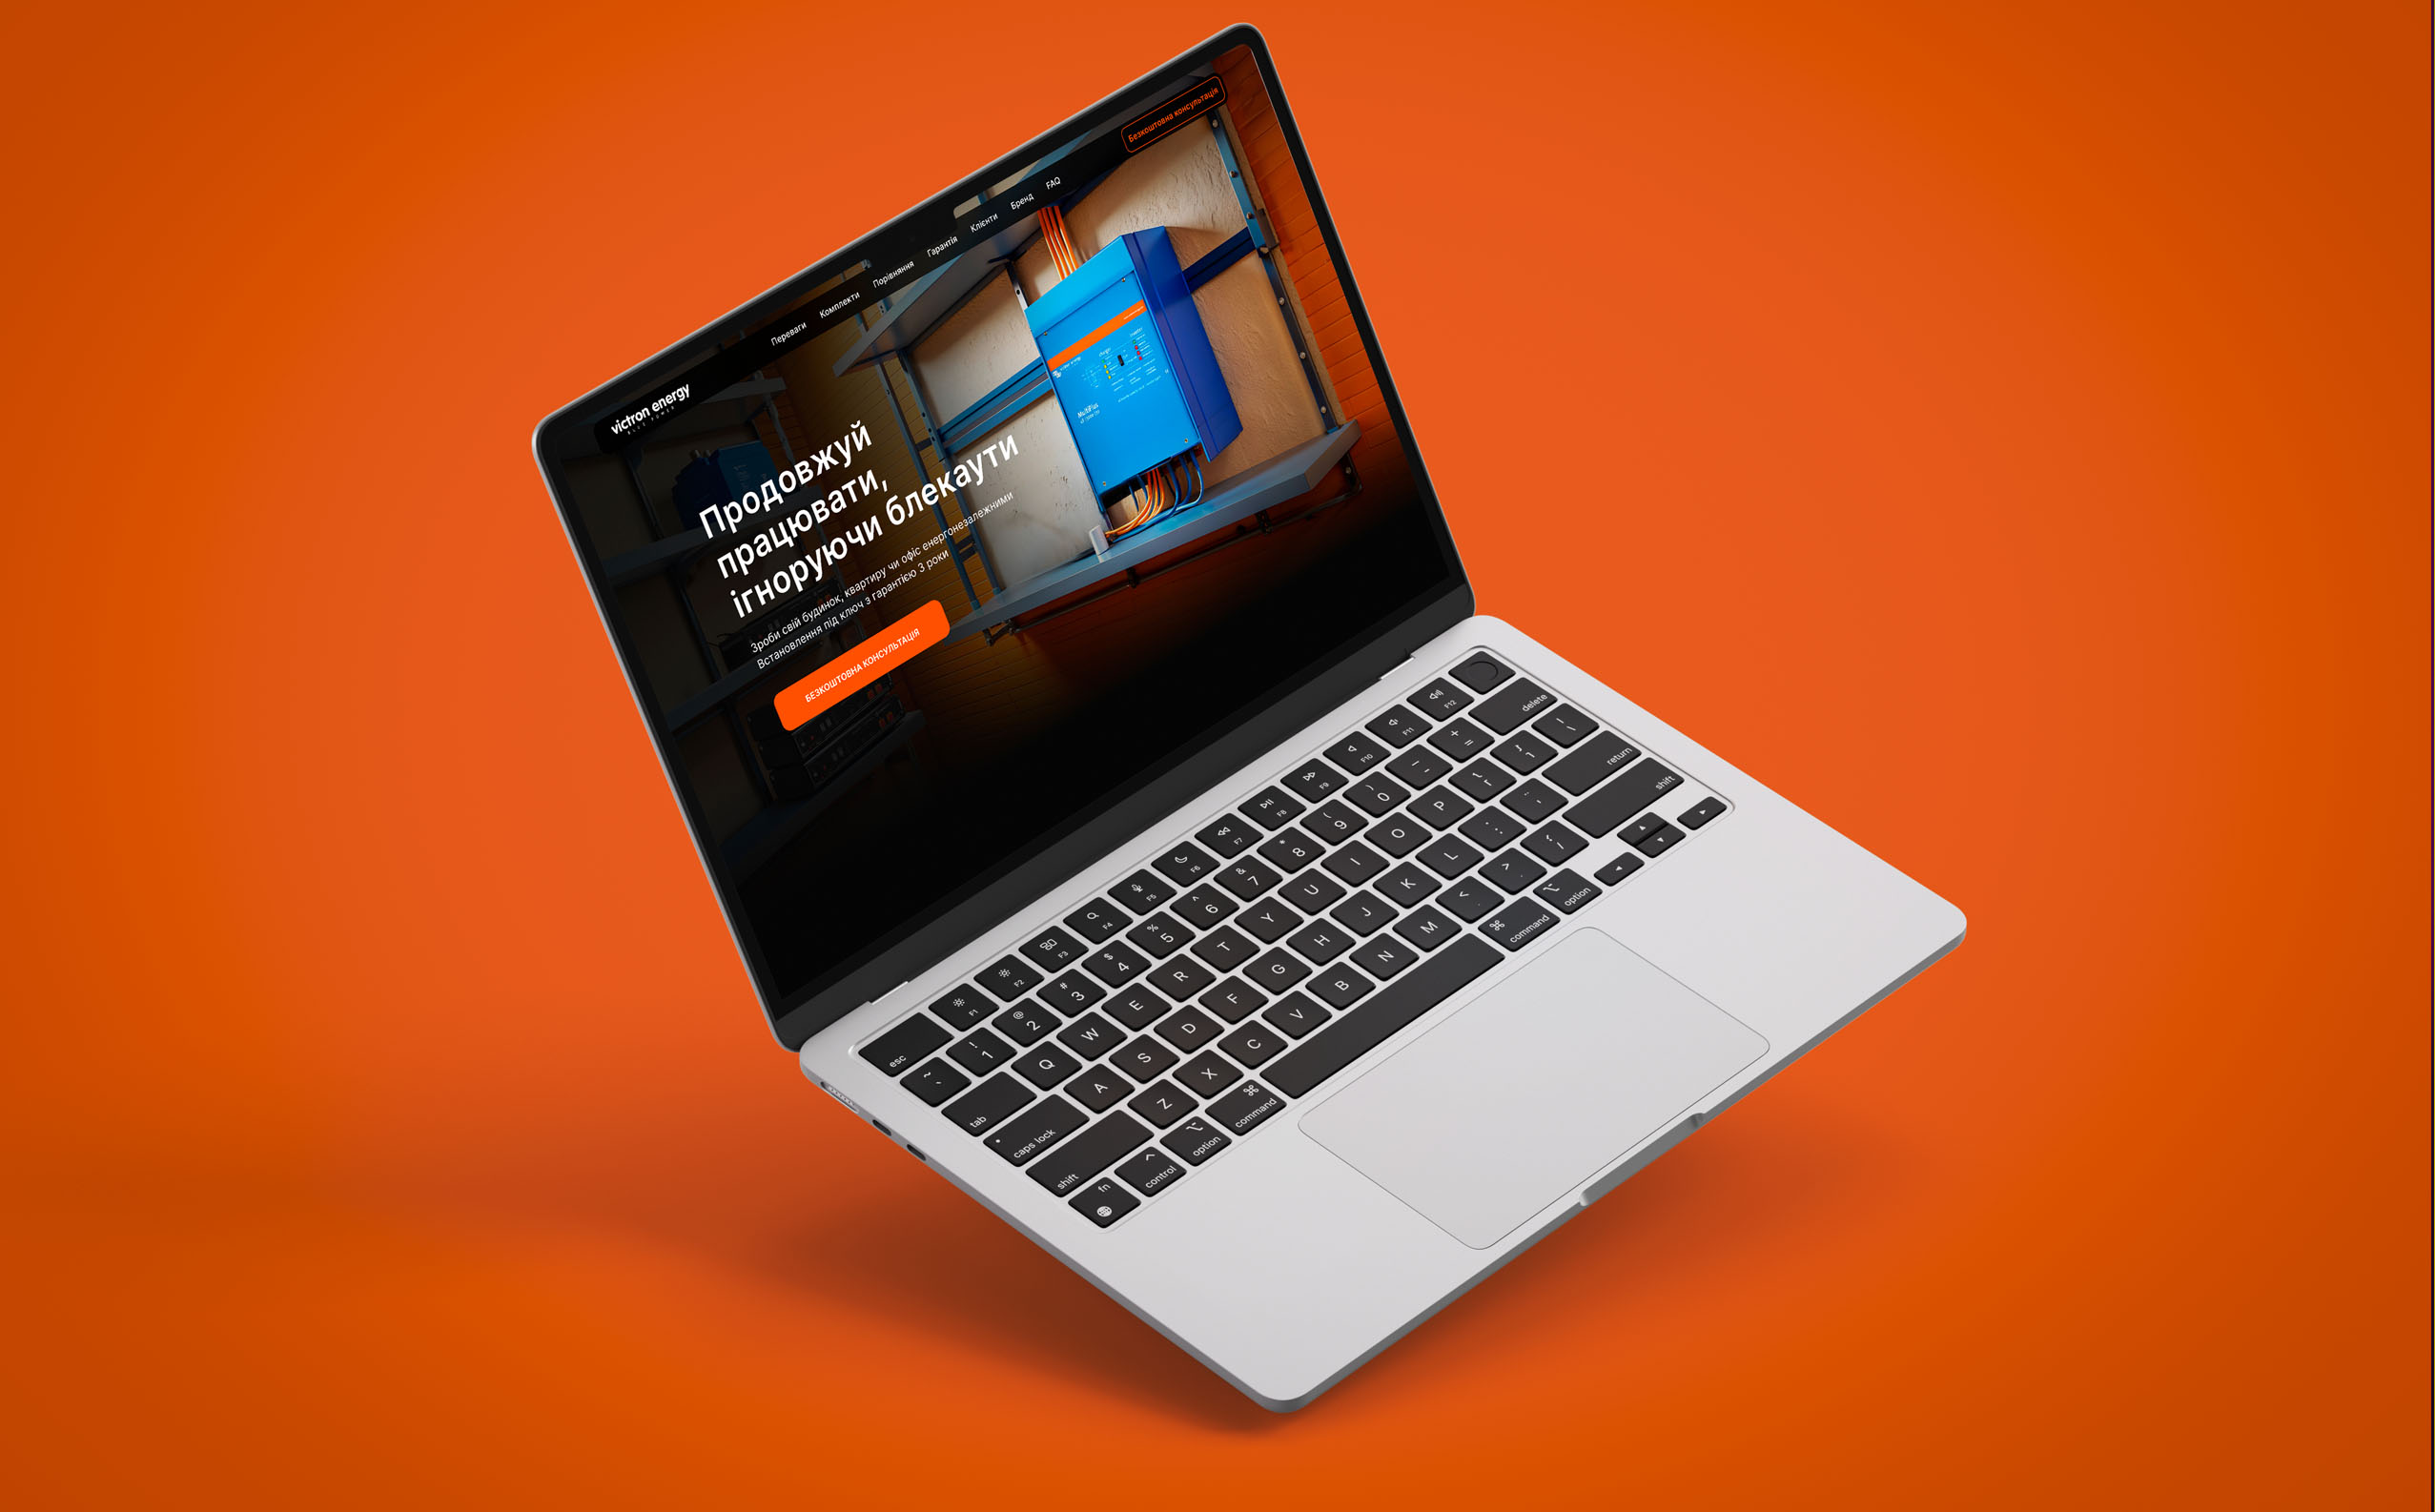 Безкоштовна консультація
victron energy
BLUE POWER
Переваги Комплекти Порівняння Гарантія Клієнти Бренд FAQ
Продовжуй
працювати,
ігноруючи блекаути
Зроби свій будинок, квартиру чи офіс енергонезалежними
Встановлення під ключ з гарантією 3 роки
БЕЗКОШТОВНА КОНСУЛЬТАЦІЯ
MultiPlus
esc F1 F2 F3 F4 F5 F6 F7 F8 F9 F10 F11 F12
~ ` ! 1 @ 2 # 3 $ 4 % 5 ^ 6 & 7 * 8 ( 9 ) 0 _ - + = delete
tab Q W E R T Y U I O P { [ } ] | \
caps lock A S D F G H J K L : ; " ' return
shift Z X C V B N M < , > . ? / shift
fn control option command command option